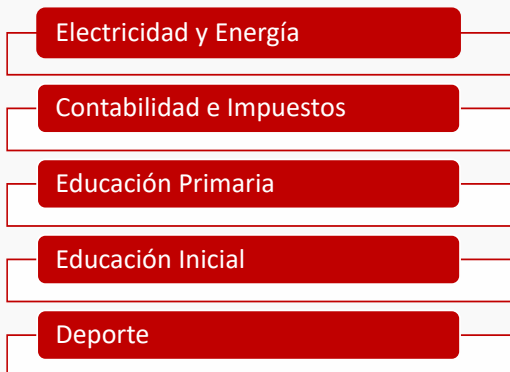 Electricidad y Energía
Contabilidad e Impuestos
Educación Primaria
Educación Inicial
Deporte